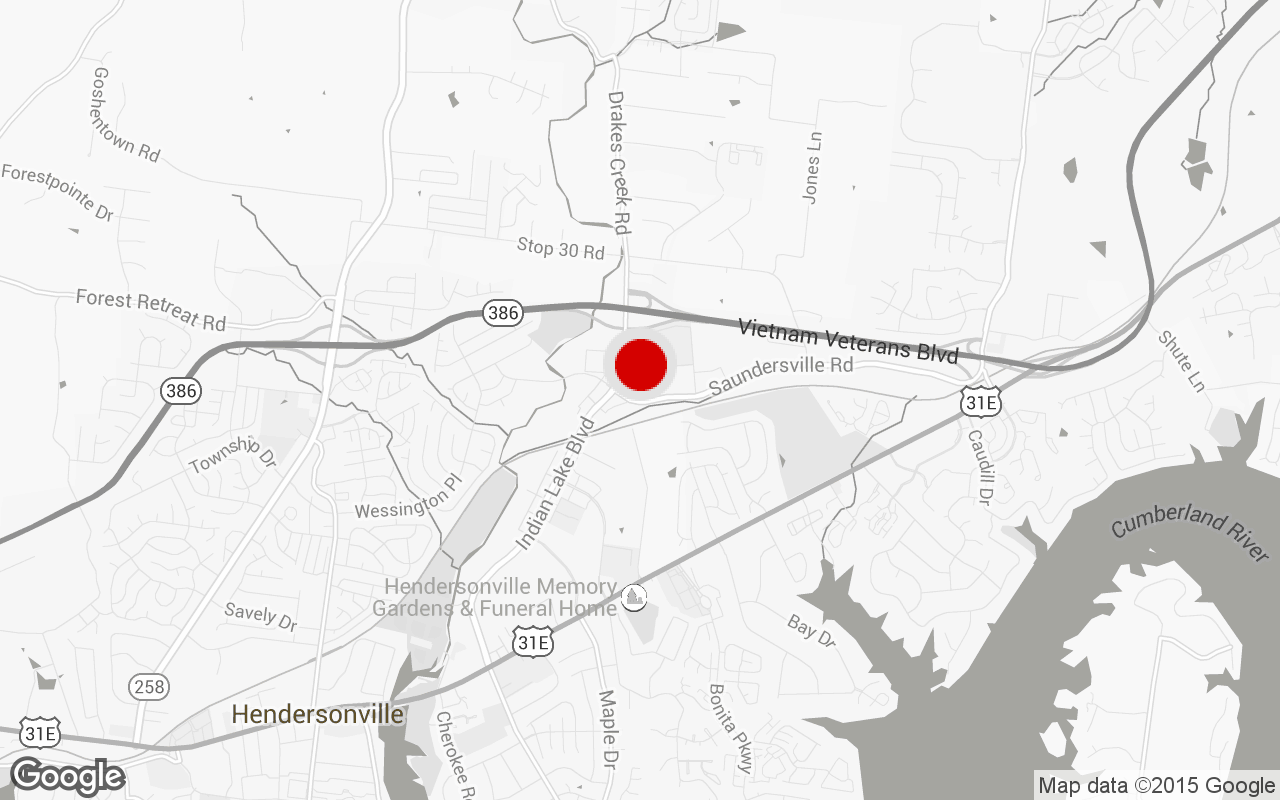 Goshentown Rd
Drakes Creek Rd
Jones Ln
Forestpointe Dr
Stop 30 Rd
Forest Retreat Rd
386
Vietnam Veterans Blvd
Saundersville Rd
Shute Ln
386
31E
Township Dr
Indian Lake Blvd
Caudill Dr
Wessington Pl
Cumberland River
Hendersonville Memory
Gardens & Funeral Home
Savely Dr
31E
Bay Dr
258
Hendersonville
Cherokee Rd
Maple Dr
Bonita Pkwy
31E
Google
Map data ©2015 Google